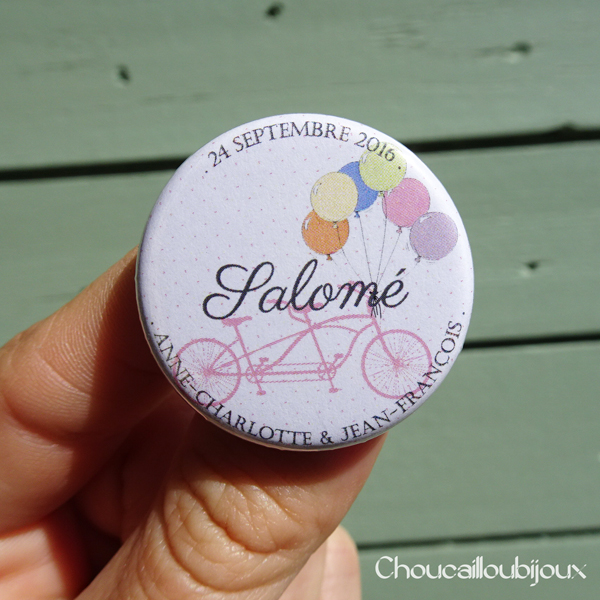 · 24 SEPTEMBRE 2016 ·
Salomé
· ANNE-CHARLOTTE & JEAN-FRANÇOIS ·
Choucailloubijoux